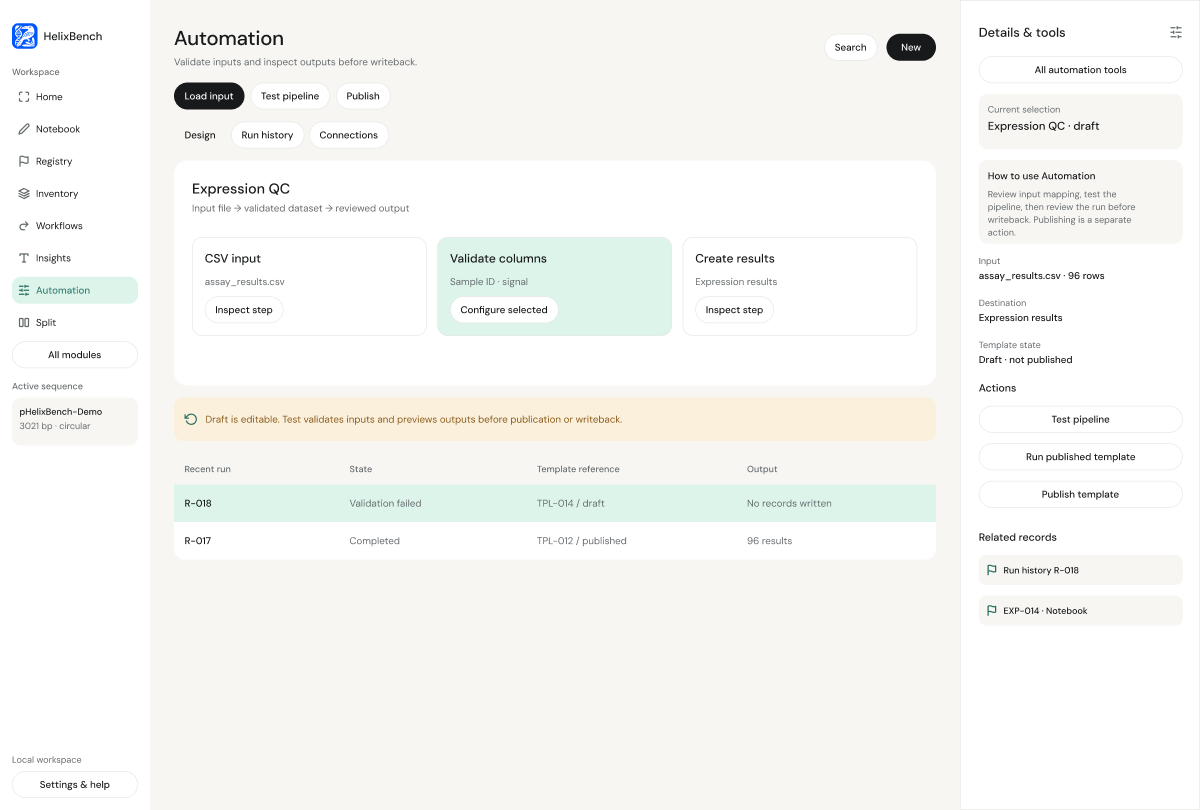 HelixBench
Workspace
Home
Notebook
Registry
Inventory
Workflows
Insights
Automation
Split
All modules
Active sequence
pHelixBench-Demo
3021 bp · circular
Local workspace
Settings & help
Automation
Validate inputs and inspect outputs before writeback.
Search
New
Load input
Test pipeline
Publish
Design
Run history
Connections
Expression QC
Input file → validated dataset → reviewed output
CSV input
assay_results.csv
Inspect step
Validate columns
Sample ID · signal
Configure selected
Create results
Expression results
Inspect step
Draft is editable. Test validates inputs and previews outputs before publication or writeback.
Recent run State Template reference Output
R-018 Validation failed TPL-014 / draft No records written
R-017 Completed TPL-012 / published 96 results
Details & tools
All automation tools
Current selection
Expression QC · draft
How to use Automation
Review input mapping, test the
pipeline, then review the run before
writeback. Publishing is a separate
action.
Input
assay_results.csv · 96 rows
Destination
Expression results
Template state
Draft · not published
Actions
Test pipeline
Run published template
Publish template
Related records
Run history R-018
EXP-014 · Notebook